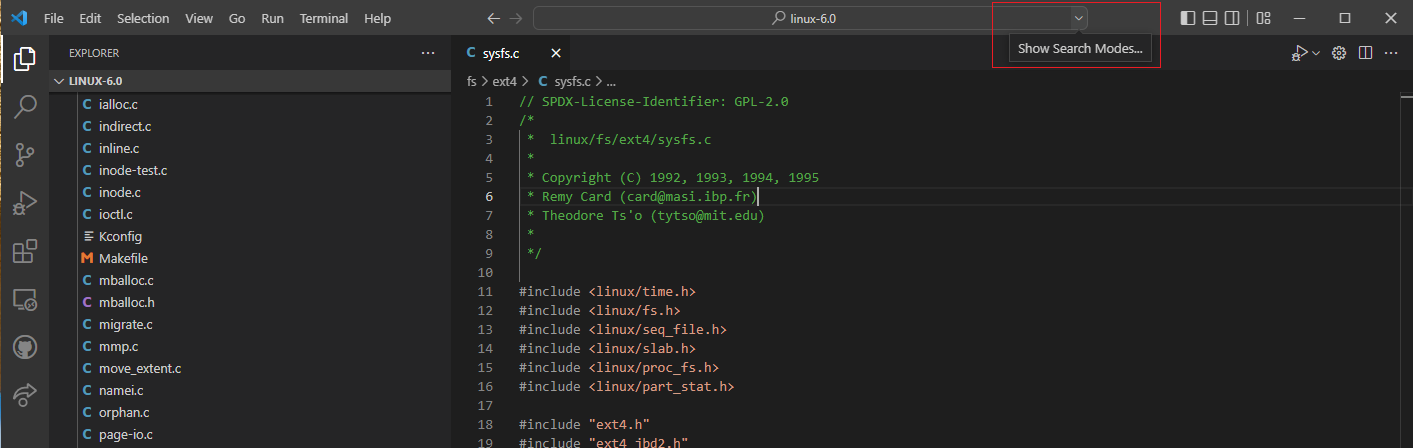 File Edit Selection View Go Run Terminal Help
linux-6.0
Show Search Modes...
EXPLORER
LINUX-6.0
ialloc.c
indirect.c
inline.c
inode-test.c
inode.c
ioctl.c
Kconfig
Makefile
mballoc.c
mballoc.h
migrate.c
mmp.c
move_extent.c
namei.c
orphan.c
page-io.c
sysfs.c
fs > ext4 > C sysfs.c > ...
1 // SPDX-License-Identifier: GPL-2.0
2 /*
3 * linux/fs/ext4/sysfs.c
4 *
5 * Copyright (C) 1992, 1993, 1994, 1995
6 * Remy Card (card@masi.ibp.fr)
7 * Theodore Ts'o (tytso@mit.edu)
8 *
9 */
10
11 #include <linux/time.h>
12 #include <linux/fs.h>
13 #include <linux/seq_file.h>
14 #include <linux/slab.h>
15 #include <linux/proc_fs.h>
16 #include <linux/part_stat.h>
17
18 #include "ext4.h"
19 #include "ext4_jbd2.h"